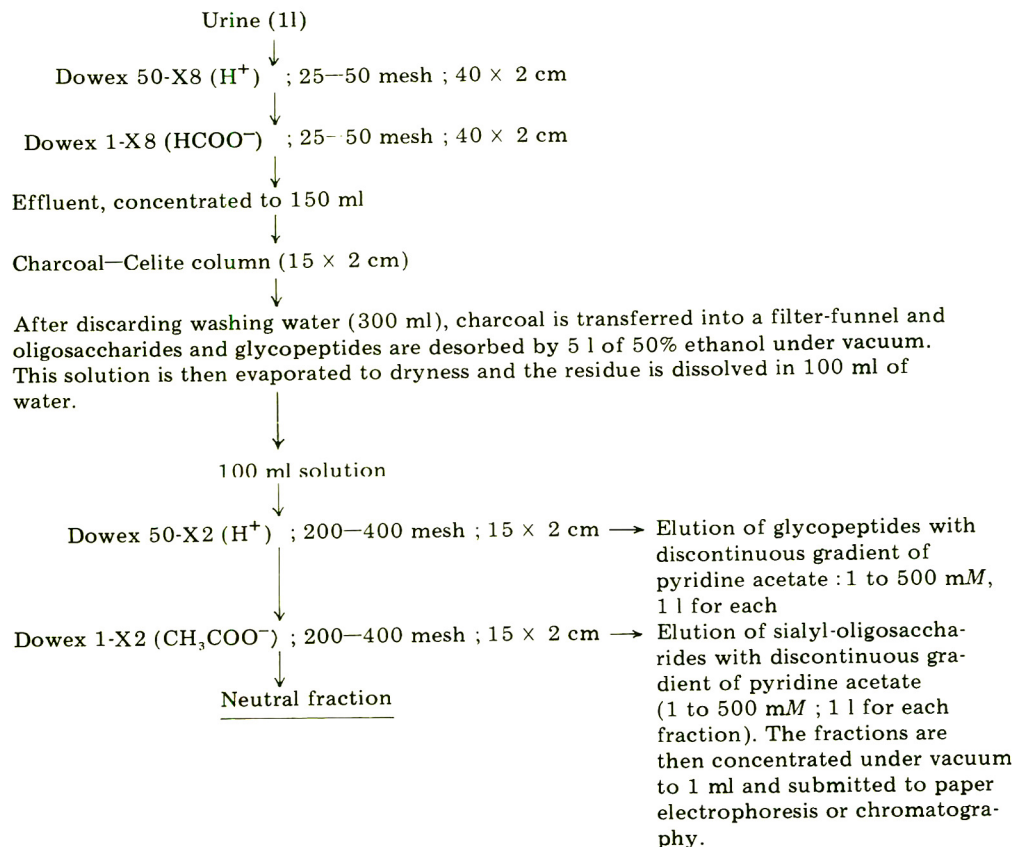 Urine (1l)
Dowex 50-X8 (H⁺) ; 25—50 mesh ; 40 × 2 cm
Dowex 1-X8 (HCOO⁻) ; 25—50 mesh ; 40 × 2 cm
Effluent, concentrated to 150 ml
Charcoal—Celite column (15 × 2 cm)
After discarding washing water (300 ml), charcoal is transferred into a filter-funnel and
oligosaccharides and glycopeptides are desorbed by 5 l of 50% ethanol under vacuum.
This solution is then evaporated to dryness and the residue is dissolved in 100 ml of
water.
100 ml solution
Dowex 50-X2 (H⁺) ; 200—400 mesh ; 15 × 2 cm
Elution of glycopeptides with
discontinuous gradient of
pyridine acetate : 1 to 500 mM,
1 l for each
Dowex 1-X2 (CH₃COO⁻) ; 200—400 mesh ; 15 × 2 cm
Elution of sialyl-oligosaccha-
rides with discontinuous gra-
dient of pyridine acetate
(1 to 500 mM ; 1 l for each
fraction). The fractions are
then concentrated under vacuum
to 1 ml and submitted to paper
electrophoresis or chromatogra-
phy.
Neutral fraction